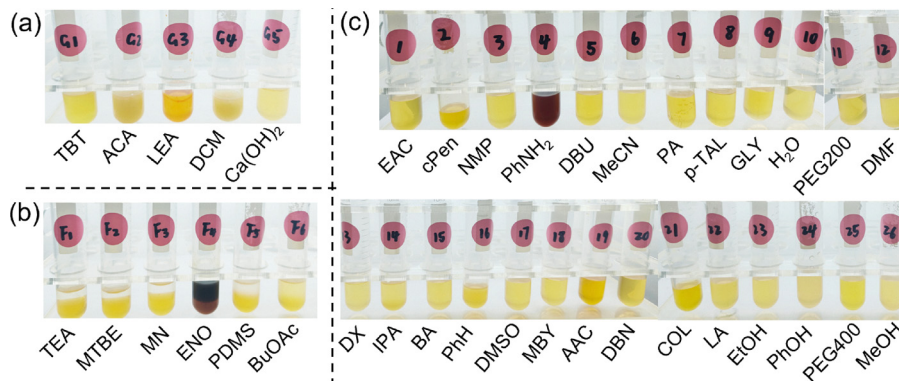 (a)
G1 G2 G3 G4 G5
TBT ACA LEA DCM Ca(OH)2
(b)
F1 F2 F3 F4 F5 F6
TEA MTBE MN ENO PDMS BuOAc
(c)
1 2 3 4 5 6 7 8 9 10 11 12
EAC cPen NMP PhNH2 DBU MeCN PA p-TAL GLY H2O PEG200 DMF
3 14 15 16 17 18 19 20 21 22 23 24 25 26
DX IPA BA PhH DMSO MBY AAC DBN COL LA EtOH PhOH PEG400 MeOH